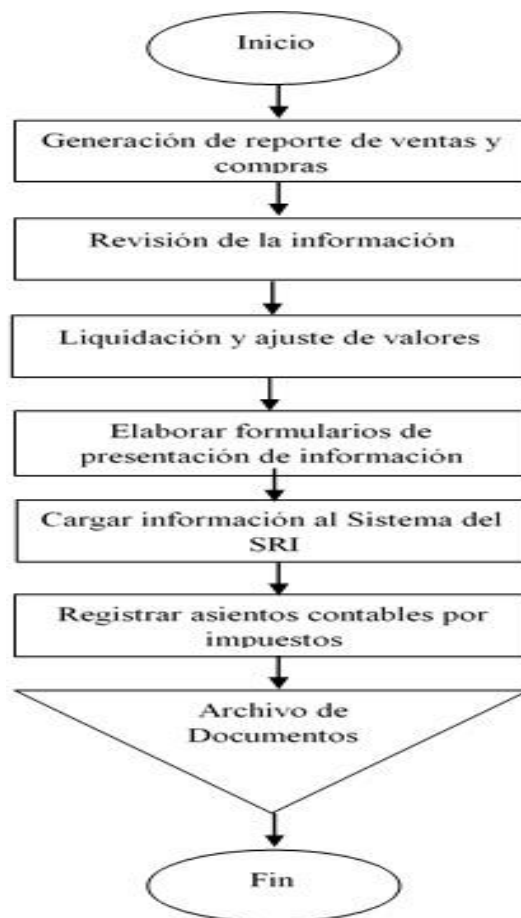 Inicio
Generación de reporte de ventas y
compras
Revisión de la información
Liquidación y ajuste de valores
Elaborar formularios de
presentación de información
Cargar información al Sistema del
SRI
Registrar asientos contables por
impuestos
Archivo de
Documentos
Fin